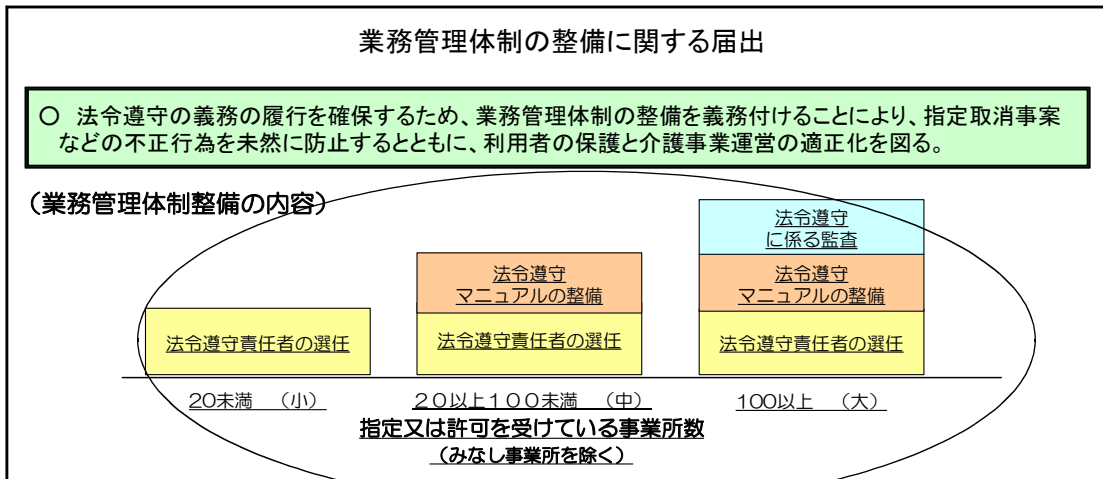 業務管理体制の整備に関する届出
○ 法令遵守の義務の履行を確保するため、業務管理体制の整備を義務付けることにより、指定取消事案
などの不正行為を未然に防止するとともに、利用者の保護と介護事業運営の適正化を図る。
（業務管理体制整備の内容）
法令遵守
に係る監査
法令遵守
マニュアルの整備
法令遵守
マニュアルの整備
法令遵守責任者の選任
法令遵守責任者の選任
法令遵守責任者の選任
20未満 （小）
２０以上１００未満 （中）
100以上 （大）
指定又は許可を受けている事業所数
（みなし事業所を除く）